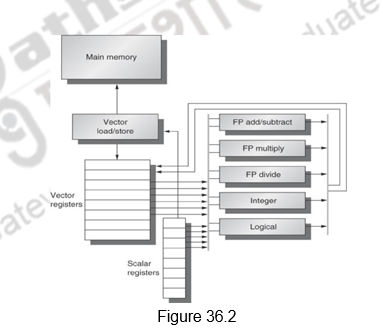 Main memory
Vector
load/store
FP add/subtract
FP multiply
FP divide
Integer
Logical
Vector
registers
Scalar
registers
Figure 36.2